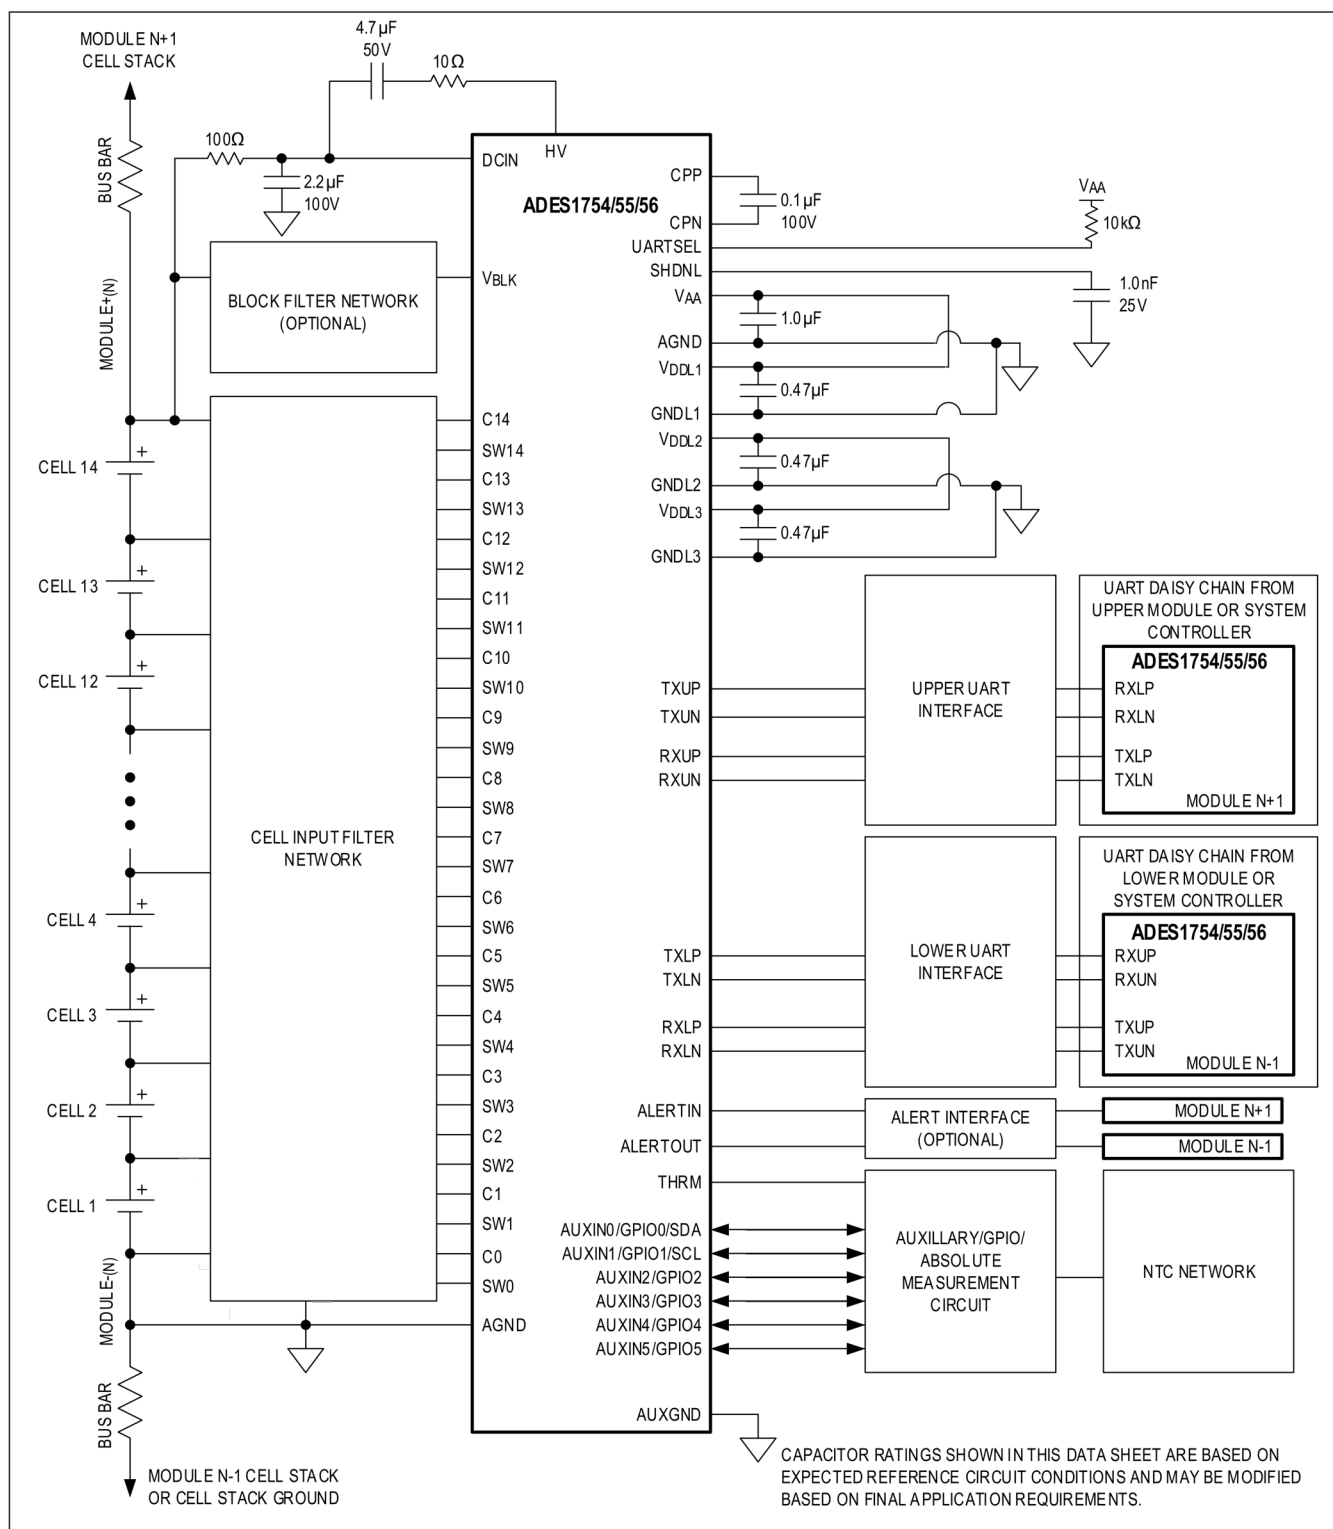 MODULE N+1
CELL STACK
4.7µF
50V
10Ω
BUS BAR
100Ω
2.2µF
100V
MODULE+(N)
BLOCK FILTER NETWORK
(OPTIONAL)
CELL 14
CELL 13
CELL 12
CELL 4
CELL 3
CELL 2
CELL 1
+
+
+
+
+
+
+
MODULE-(N)
BUS BAR
MODULE N-1 CELL STACK
OR CELL STACK GROUND
CELL INPUT FILTER
NETWORK
HV
ADES1754/55/56
DCIN
VBLK
C14
SW14
C13
SW13
C12
SW12
C11
SW11
C10
SW10
C9
SW9
C8
SW8
C7
SW7
C6
SW6
C5
SW5
C4
SW4
C3
SW3
C2
SW2
C1
SW1
C0
SW0
AGND
CPP
CPN
UARTSEL
SHDNL
VAA
AGND
VDDL1
GNDL1
VDDL2
GNDL2
VDDL3
GNDL3
TXUP
TXUN
RXUP
RXUN
TXLP
TXLN
RXLP
RXLN
ALERTIN
ALERTOUT
THRM
AUXIN0/GPIO0/SDA
AUXIN1/GPIO1/SCL
AUXIN2/GPIO2
AUXIN3/GPIO3
AUXIN4/GPIO4
AUXIN5/GPIO5
AUXGND
0.1µF
100V
VAA
10kΩ
1.0nF
25V
1.0µF
0.47µF
0.47µF
0.47µF
UPPER UART
INTERFACE
UART DAISY CHAIN FROM
UPPER MODULE OR SYSTEM
CONTROLLER
ADES1754/55/56
RXLP
RXLN
TXLP
TXLN
MODULE N+1
LOWER UART
INTERFACE
UART DAISY CHAIN FROM
LOWER MODULE OR
SYSTEM CONTROLLER
ADES1754/55/56
RXUP
RXUN
TXUP
TXUN
MODULE N-1
ALERT INTERFACE
(OPTIONAL)
MODULE N+1
MODULE N-1
AUXILLARY/GPIO/
ABSOLUTE
MEASUREMENT
CIRCUIT
NTC NETWORK
CAPACITOR RATINGS SHOWN IN THIS DATA SHEET ARE BASED ON
EXPECTED REFERENCE CIRCUIT CONDITIONS AND MAY BE MODIFIED
BASED ON FINAL APPLICATION REQUIREMENTS.